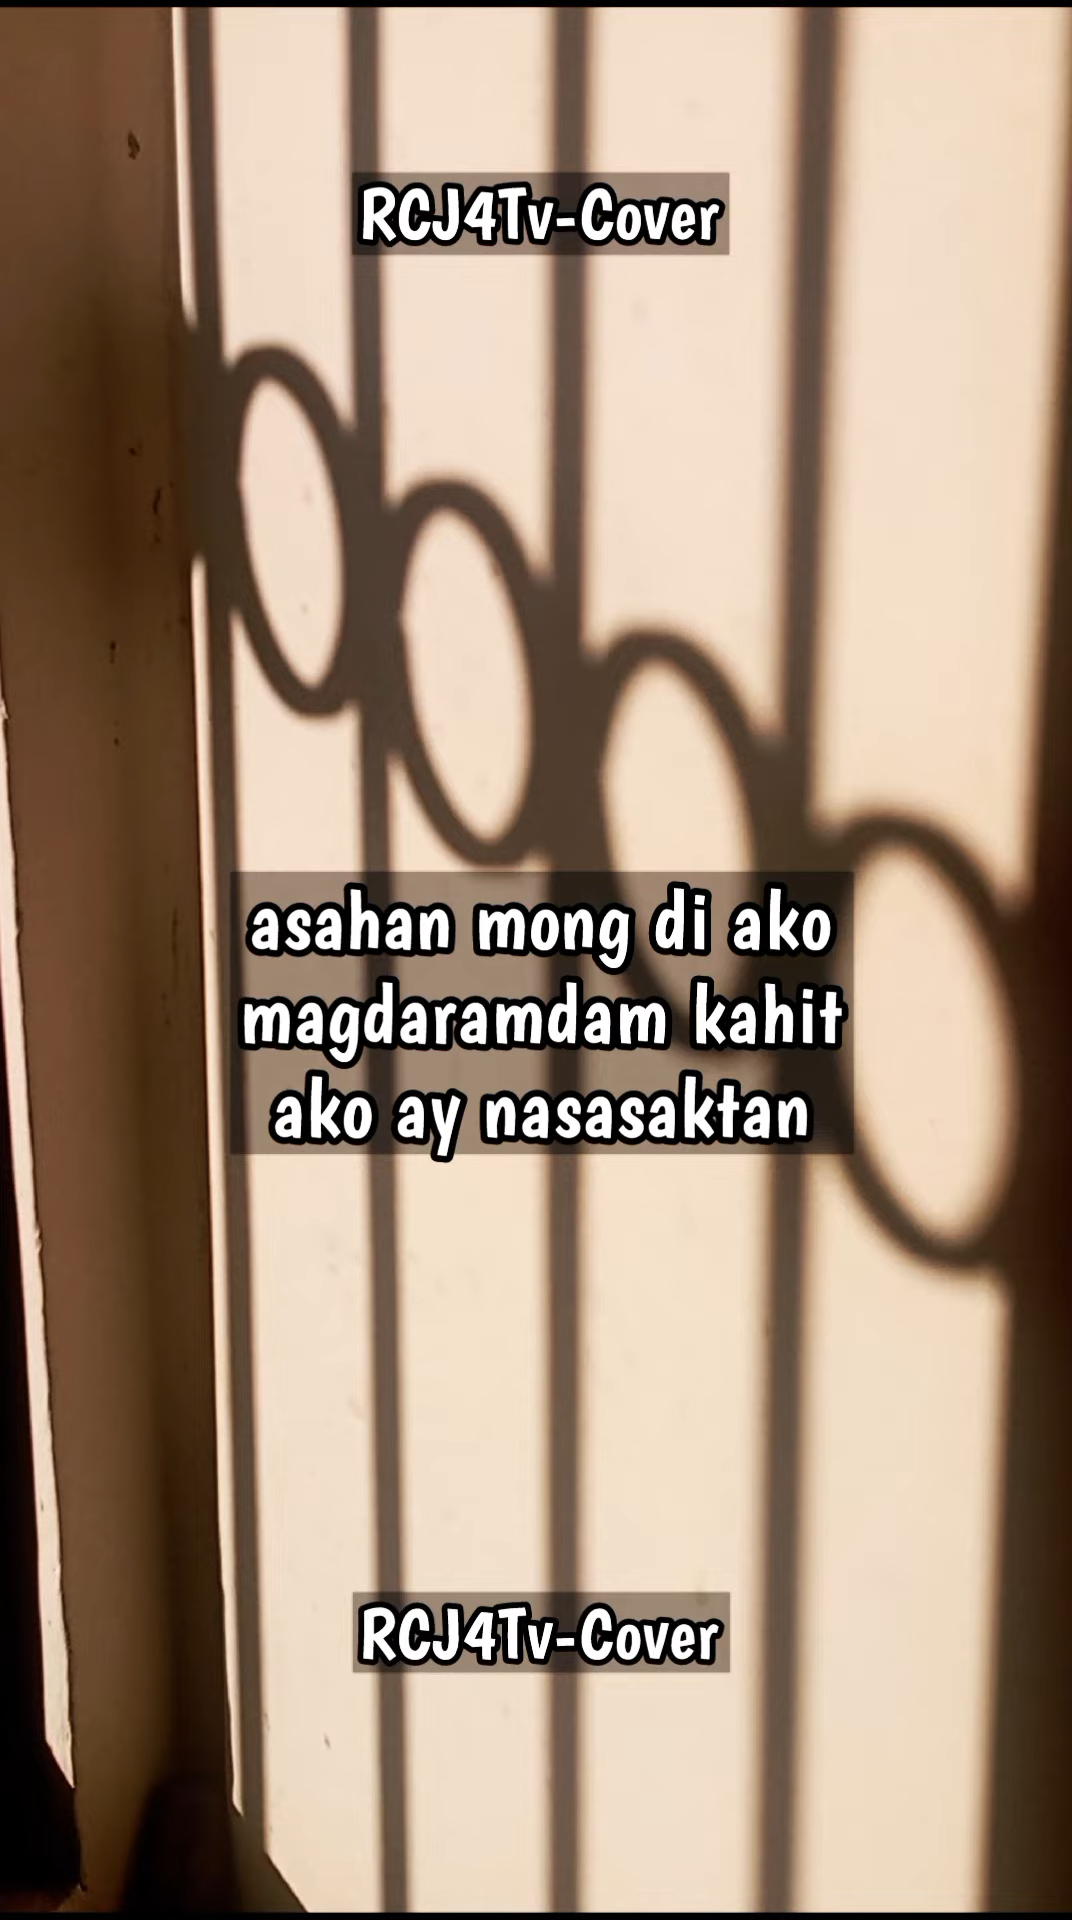 RCJ4Tv-Cover
asahan mong di ako
magdaramdam kahit
ako ay nasasaktan
RCJ4Tv-Cover